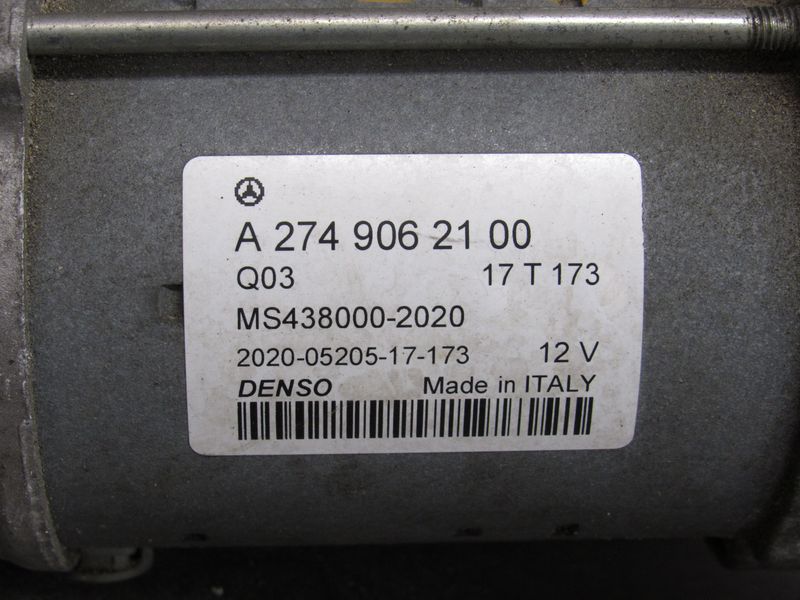 A 274 906 21 00
Q03 17 T 173
MS438000-2020
2020-05205-17-173 12 V
DENSO Made in ITALY